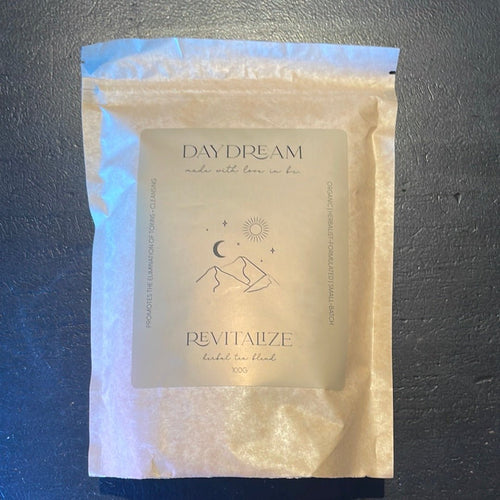 DAYDREAM
made with love in bc.
PROMOTES THE ELIMINATION OF TOXINS • CLEANSING
ORGANIC | HERBALIST-FORMULATED | SMALL-BATCH
REVITALIZE
herbal tea blend
100G